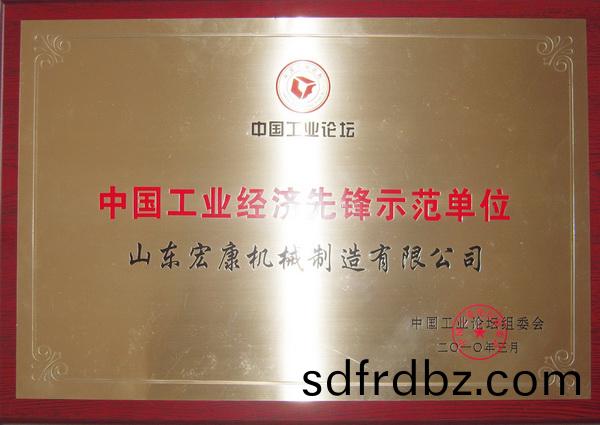 中国工业论坛
中国工业经济先锋示范单位
山东宏康机械制造有限公司
中国工业论坛组委会
二〇一〇年三月
sdfrdbz.com